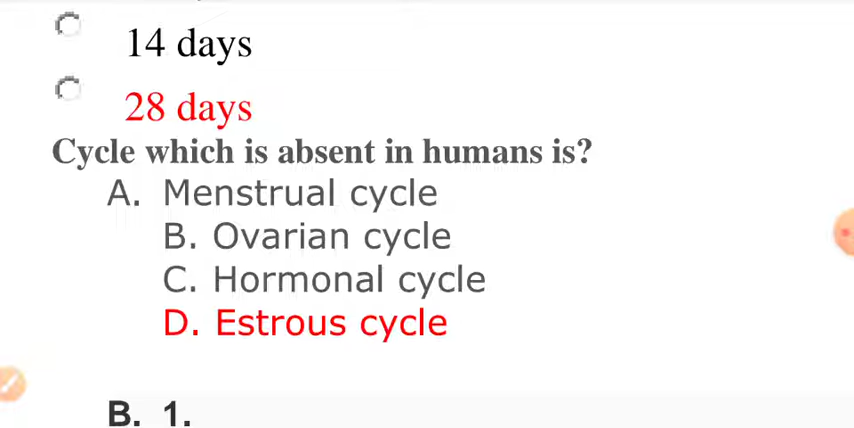 14 days
28 days
Cycle which is absent in humans is?
A. Menstrual cycle
B. Ovarian cycle
C. Hormonal cycle
D. Estrous cycle
B. 1.